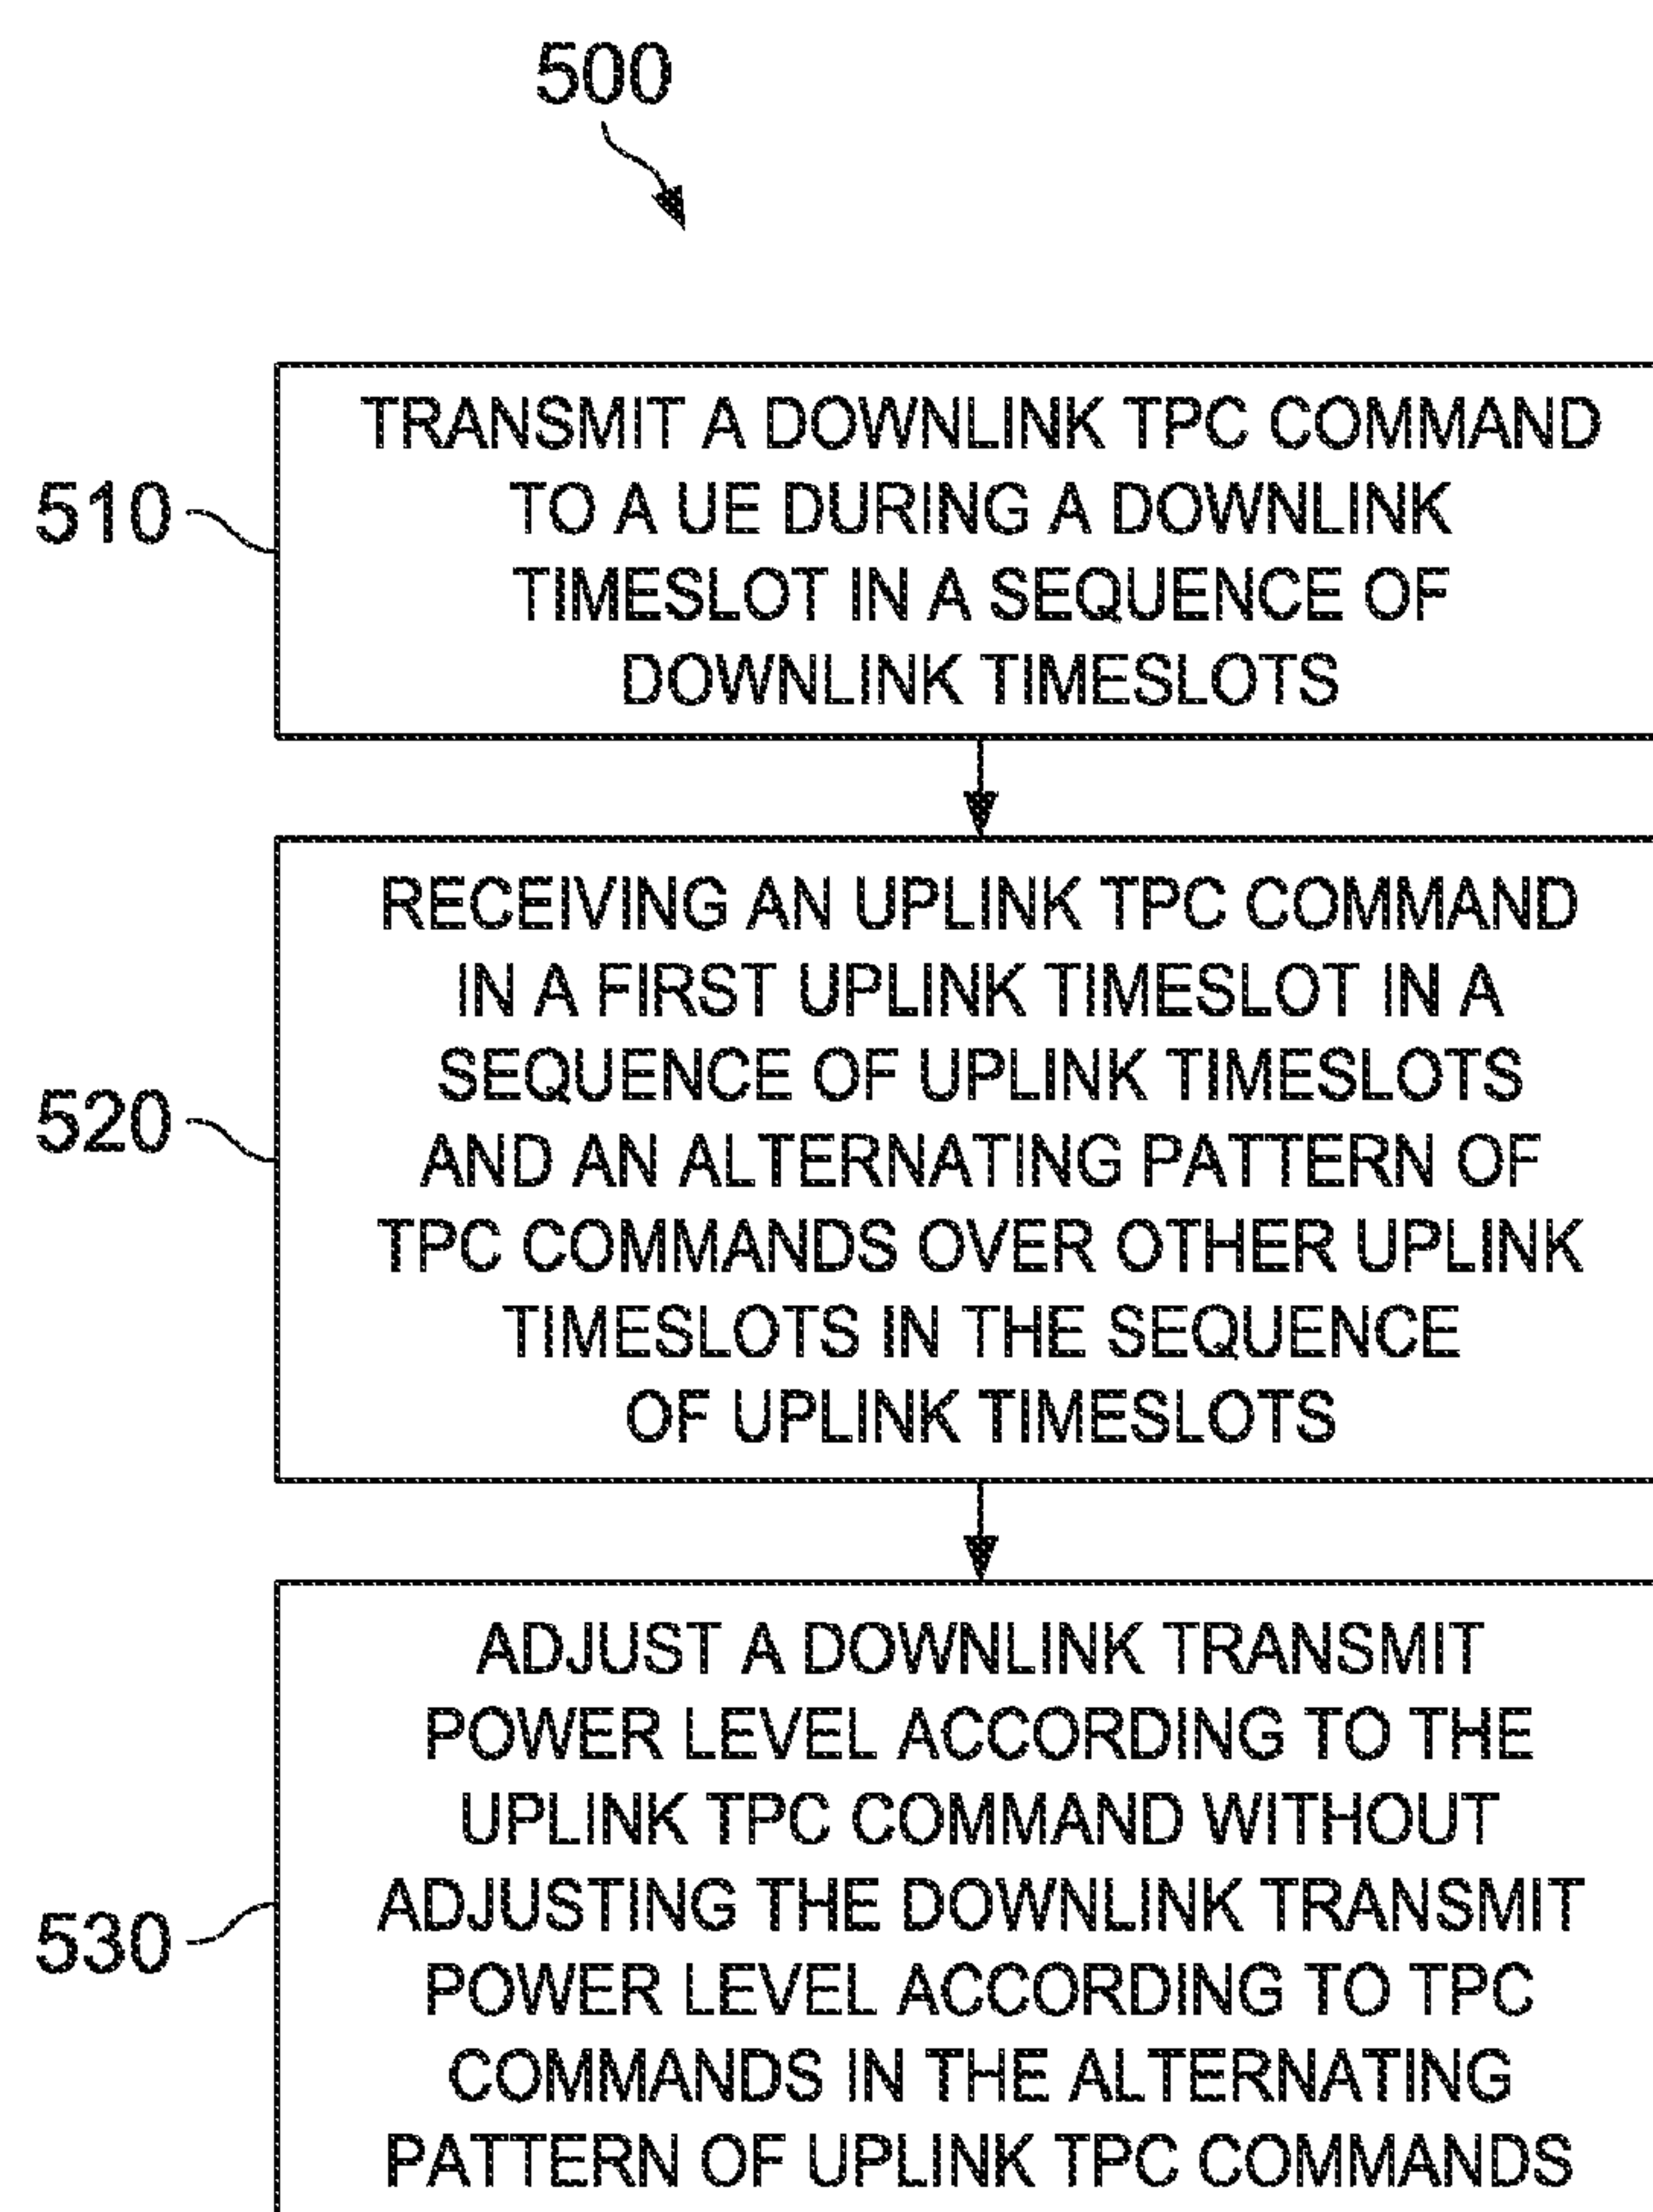 500
510
TRANSMIT A DOWNLINK TPC COMMAND
TO A UE DURING A DOWNLINK
TIMESLOT IN A SEQUENCE OF
DOWNLINK TIMESLOTS
520
RECEIVING AN UPLINK TPC COMMAND
IN A FIRST UPLINK TIMESLOT IN A
SEQUENCE OF UPLINK TIMESLOTS
AND AN ALTERNATING PATTERN OF
TPC COMMANDS OVER OTHER UPLINK
TIMESLOTS IN THE SEQUENCE
OF UPLINK TIMESLOTS
530
ADJUST A DOWNLINK TRANSMIT
POWER LEVEL ACCORDING TO THE
UPLINK TPC COMMAND WITHOUT
ADJUSTING THE DOWNLINK TRANSMIT
POWER LEVEL ACCORDING TO TPC
COMMANDS IN THE ALTERNATING
PATTERN OF UPLINK TPC COMMANDS